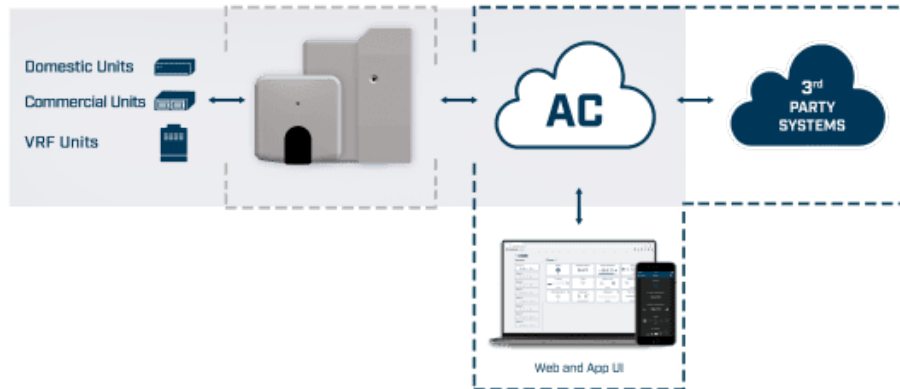 Domestic Units
Commercial Units
VRF Units
AC
3rd
PARTY
SYSTEMS
Web and App UI